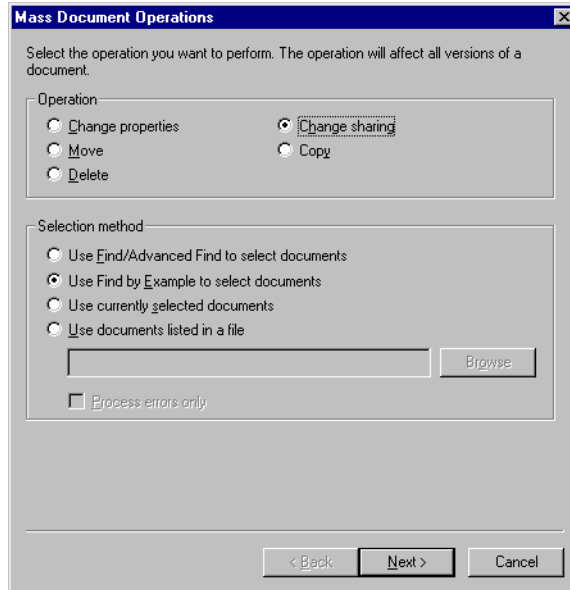 Mass Document Operations
Select the operation you want to perform. The operation will affect all versions of a
document.
Operation
Change properties
Change sharing
Move
Copy
Delete
Selection method
Use Find/Advanced Find to select documents
Use Find by Example to select documents
Use currently selected documents
Use documents listed in a file
Browse
Process errors only
< Back
Next >
Cancel